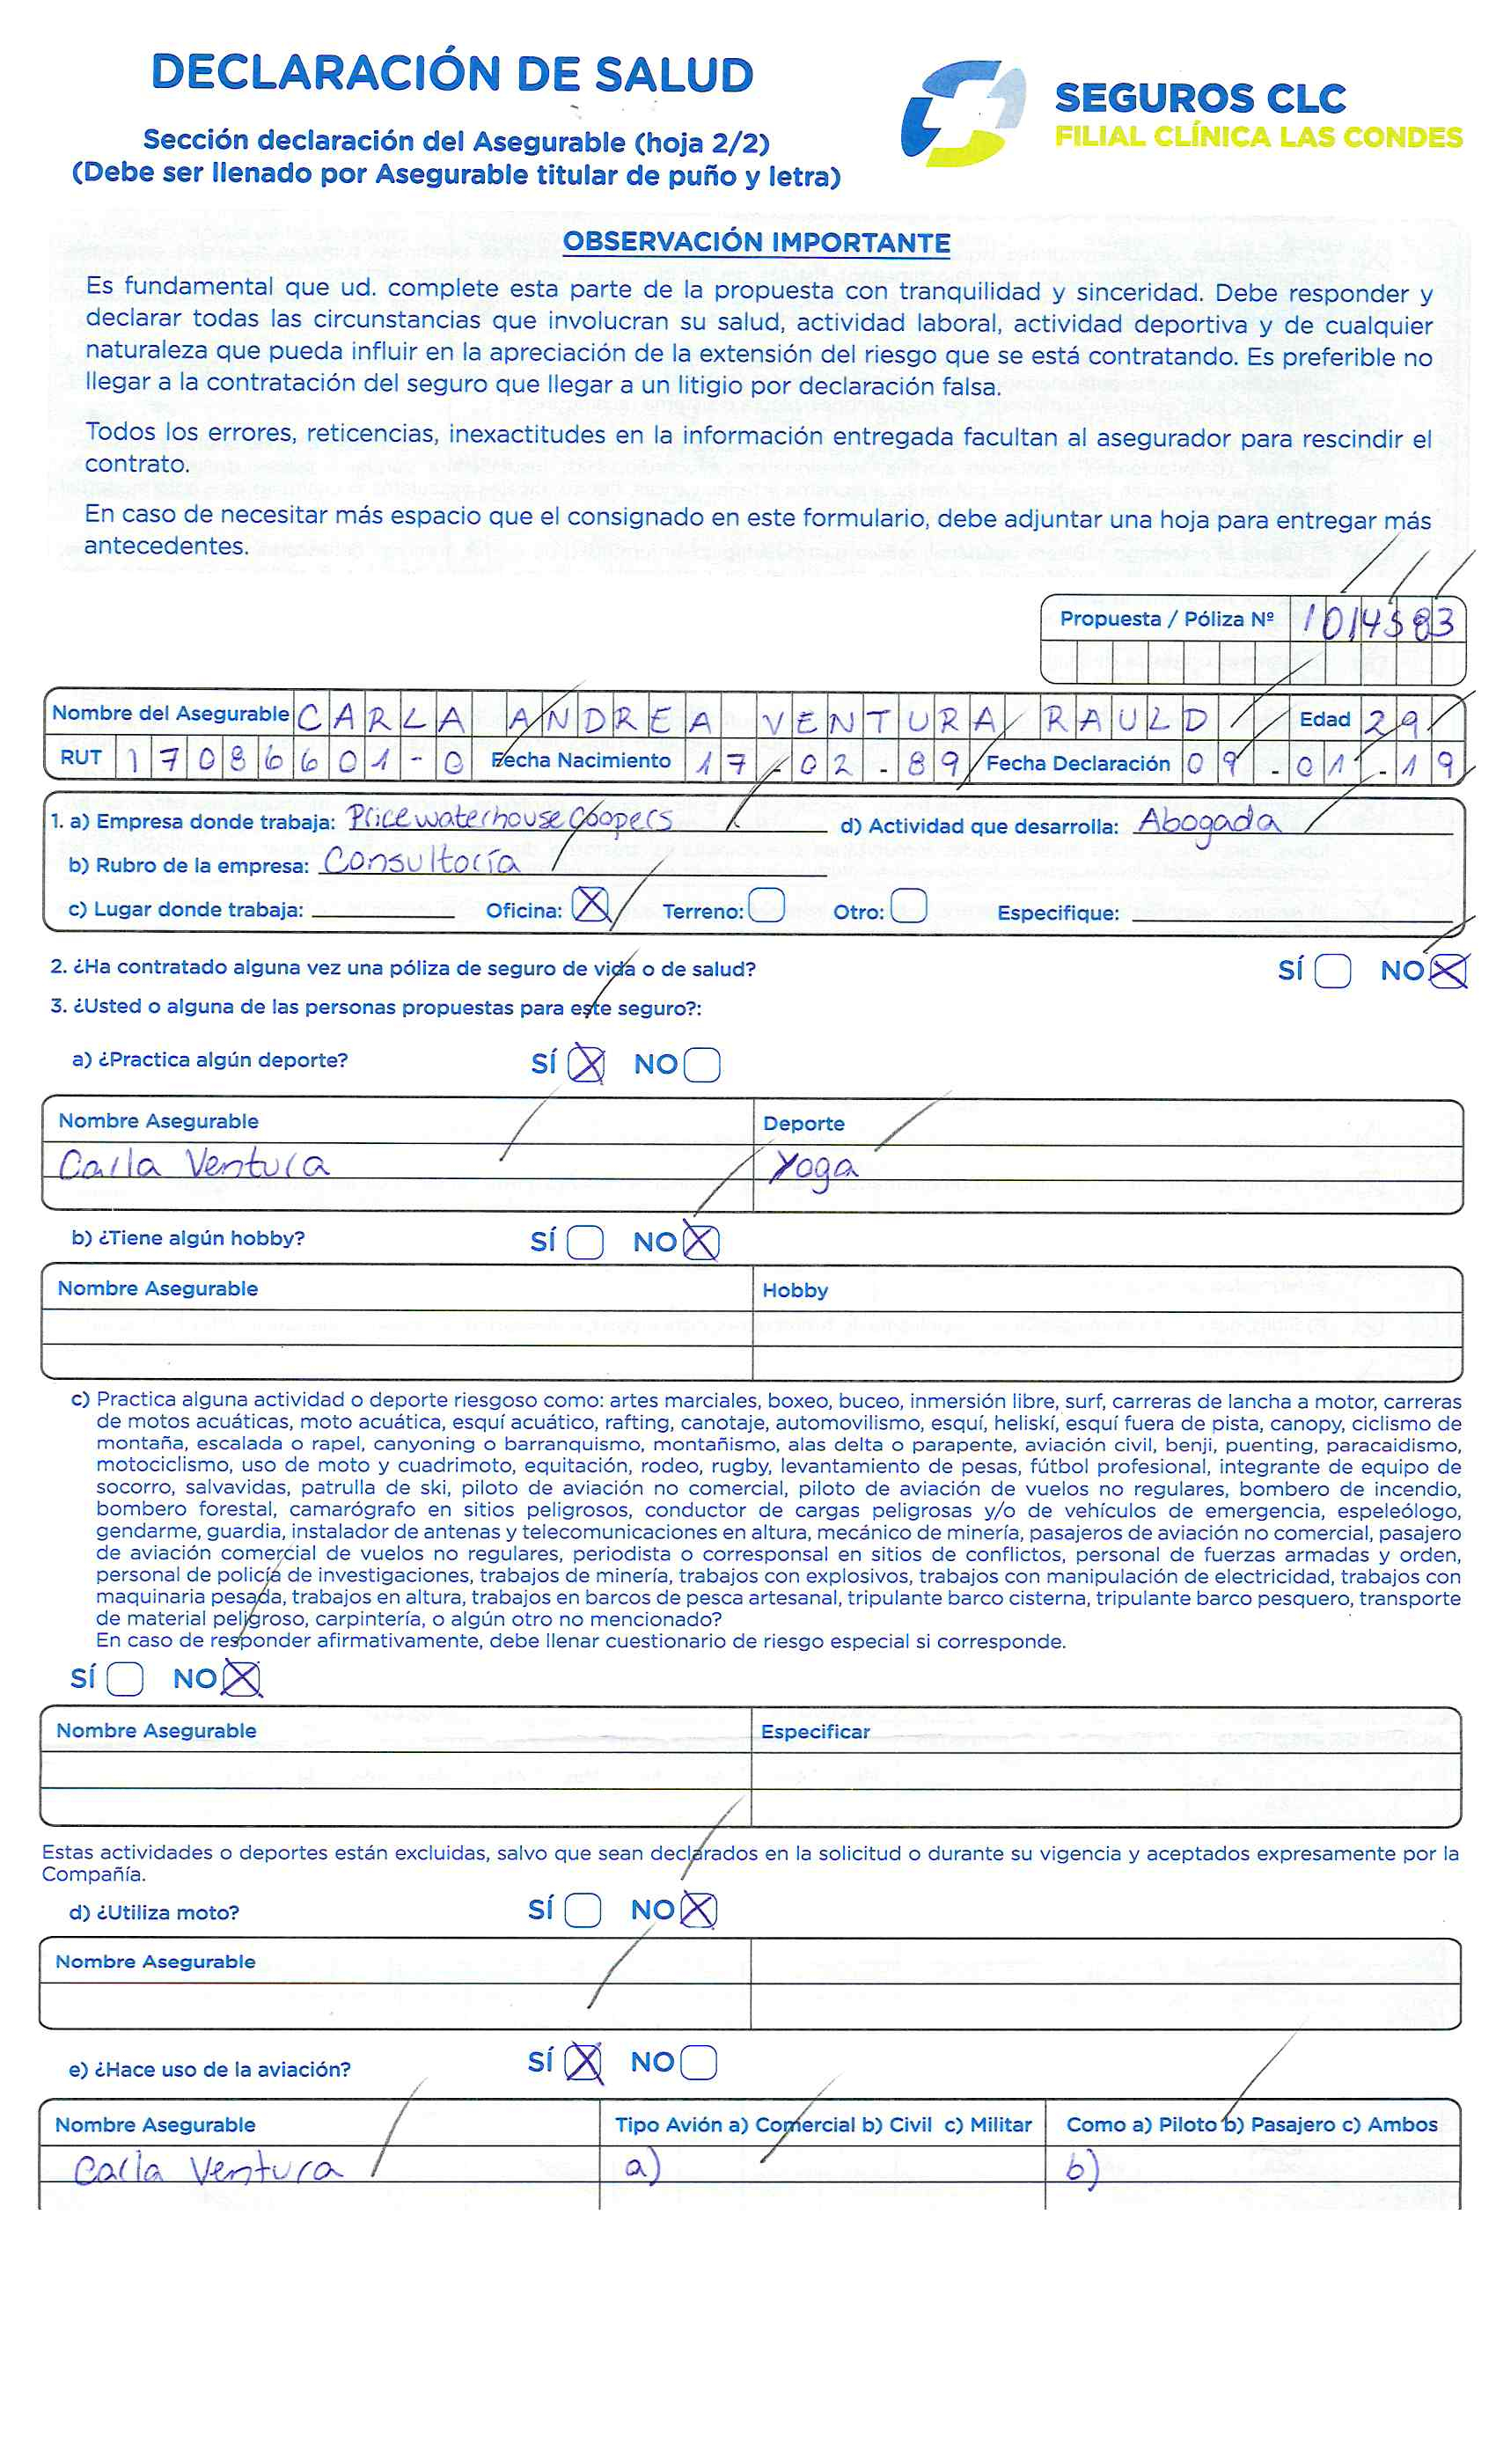 DECLARACIÓN DE SALUD
Sección declaración del Asegurable (hoja 2/2)
(Debe ser llenado por Asegurable titular de puño y letra)
SEGUROS CLC
FILIAL CLÍNICA LAS CONDES
OBSERVACIÓN IMPORTANTE
Es fundamental que ud. complete esta parte de la propuesta con tranquilidad y sinceridad. Debe responder y
declarar todas las circunstancias que involucran su salud, actividad laboral, actividad deportiva y de cualquier
naturaleza que pueda influir en la apreciación de la extensión del riesgo que se está contratando. Es preferible no
llegar a la contratación del seguro que llegar a un litigio por declaración falsa.
Todos los errores, reticencias, inexactitudes en la información entregada facultan al asegurador para rescindir el
contrato.
En caso de necesitar más espacio que el consignado en este formulario, debe adjuntar una hoja para entregar más
antecedentes.
Propuesta / Póliza Nº 1014583
Nombre del Asegurable CARLA ANDREA VENTURA RAULD Edad 29
RUT 17086601-0 Fecha Nacimiento 17-02-89 Fecha Declaración 09-01-19
1. a) Empresa donde trabaja: PricewaterhouseCoopers d) Actividad que desarrolla: Abogada
b) Rubro de la empresa: Consultoría
c) Lugar donde trabaja: Oficina: X Terreno: Otro: Especifique:
2. ¿Ha contratado alguna vez una póliza de seguro de vida o de salud? SÍ NO X
3. ¿Usted o alguna de las personas propuestas para este seguro?:
a) ¿Practica algún deporte? SÍ X NO
Nombre Asegurable Deporte
Carla Ventura Yoga
b) ¿Tiene algún hobby? SÍ NO X
Nombre Asegurable Hobby
c) Practica alguna actividad o deporte riesgoso como: artes marciales, boxeo, buceo, inmersión libre, surf, carreras de lancha a motor, carreras
de motos acuáticas, moto acuática, esquí acuático, rafting, canotaje, automovilismo, esquí, heliskí, esquí fuera de pista, canopy, ciclismo de
montaña, escalada o rapel, canyoning o barranquismo, montañismo, alas delta o parapente, aviación civil, benji, puenting, paracaidismo,
motociclismo, uso de moto y cuadrimoto, equitación, rodeo, rugby, levantamiento de pesas, fútbol profesional, integrante de equipo de
socorro, salvavidas, patrulla de ski, piloto de aviación no comercial, piloto de aviación de vuelos no regulares, bombero de incendio,
bombero forestal, camarógrafo en sitios peligrosos, conductor de cargas peligrosas y/o de vehículos de emergencia, espeleólogo,
gendarme, guardia, instalador de antenas y telecomunicaciones en altura, mecánico de minería, pasajeros de aviación no comercial, pasajero
de aviación comercial de vuelos no regulares, periodista o corresponsal en sitios de conflictos, personal de fuerzas armadas y orden,
personal de policía de investigaciones, trabajos de minería, trabajos con explosivos, trabajos con manipulación de electricidad, trabajos con
maquinaria pesada, trabajos en altura, trabajos en barcos de pesca artesanal, tripulante barco cisterna, tripulante barco pesquero, transporte
de material peligroso, carpintería, o algún otro no mencionado?
En caso de responder afirmativamente, debe llenar cuestionario de riesgo especial si corresponde.
SÍ NO X
Nombre Asegurable Especificar
Estas actividades o deportes están excluidas, salvo que sean declarados en la solicitud o durante su vigencia y aceptados expresamente por la
Compañía.
d) ¿Utiliza moto? SÍ NO X
Nombre Asegurable
e) ¿Hace uso de la aviación? SÍ X NO
Nombre Asegurable Tipo Avión a) Comercial b) Civil c) Militar Como a) Piloto b) Pasajero c) Ambos
Carla Ventura a) b)